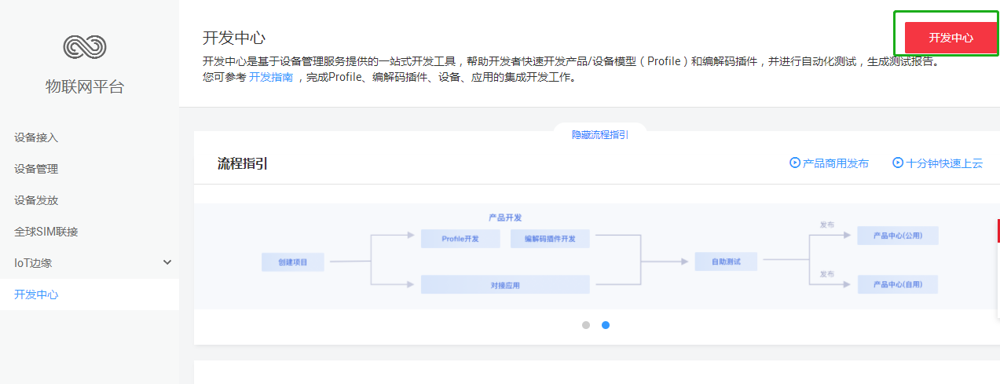 物联网平台
设备接入
设备管理
设备发放
全球SIM联接
IoT边缘
开发中心
开发中心
开发中心
开发中心是基于设备管理服务提供的一站式开发工具，帮助开发者快速开发产品/设备模型（Profile）和编解码插件，并进行自动化测试，生成测试报告。
您可参考 开发指南 ，完成Profile、编解码插件、设备、应用的集成开发工作。
隐藏流程指引
流程指引
产品商用发布
十分钟快速上云
产品开发
创建项目
Profile开发
编解码插件开发
对接应用
自助测试
发布
产品中心(公用)
发布
产品中心(自用)